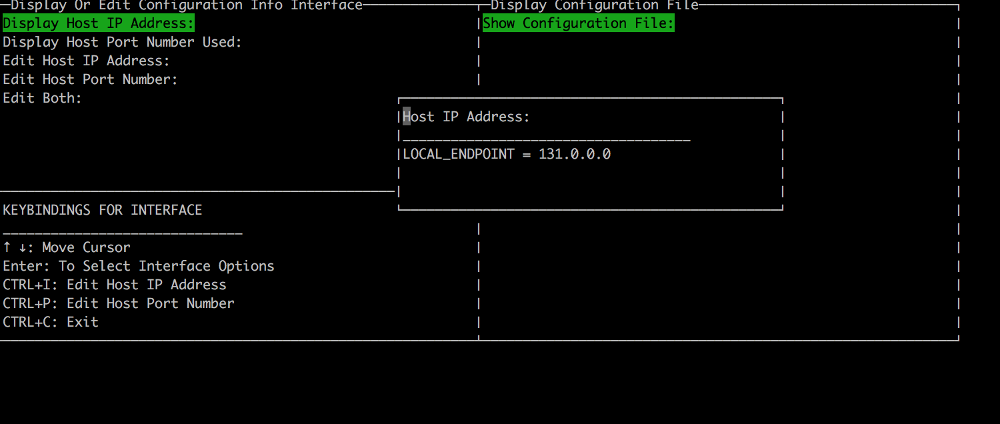 Display Or Edit Configuration Info Interface
Display Host IP Address:
Display Host Port Number Used:
Edit Host IP Address:
Edit Host Port Number:
Edit Both:
KEYBINDINGS FOR INTERFACE
______________________________
↑ ↓: Move Cursor
Enter: To Select Interface Options
CTRL+I: Edit Host IP Address
CTRL+P: Edit Host Port Number
CTRL+C: Exit
Display Configuration File
Show Configuration File:
Host IP Address:
____________________________________
LOCAL_ENDPOINT = 131.0.0.0